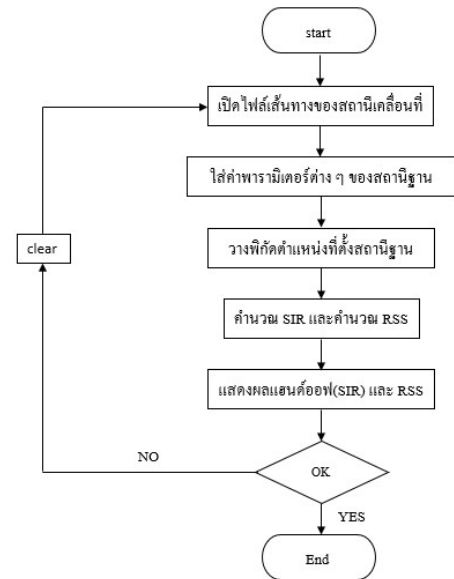 start
เปิดไฟล์เส้นทางของสถานีเคลื่อนที่
ใส่ค่าพารามิเตอร์ต่าง ๆ ของสถานีฐาน
clear
วางพิกัดตำแหน่งที่ตั้งสถานีฐาน
คำนวณ SIR และคำนวณ RSS
แสดงผลแฮนด์ออฟ(SIR) และ RSS
NO
OK
YES
End